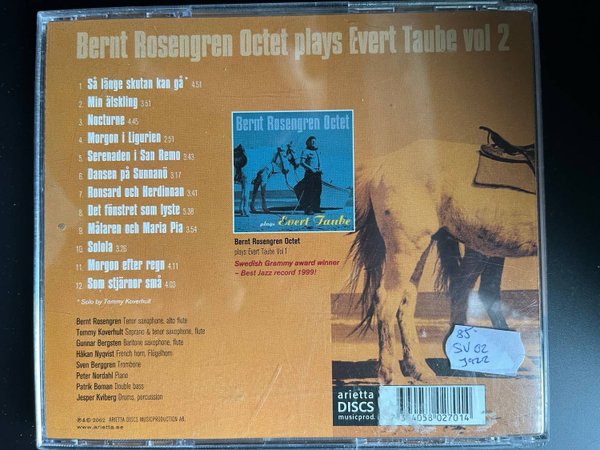 Bernt Rosengren Octet plays Evert Taube vol 2
1. Så länge skutan kan gå* 4.51
2. Min älskling 3.51
3. Nocturne 4.45
4. Morgon i Ligurien 2.51
5. Serenaden i San Remo 3.43
6. Dansen på Sunnanö 3.17
7. Ronsard och Herdinnan 3.41
8. Det fönstret som lyste 5.38
9. Målaren och Maria Pia 3.54
10. Solola 3.26
11. Morgon efter regn 4.11
12. Som stjärnor små 4.03
* Solo by Tommy Koverhult
Bernt Rosengren Octet
plays Evert Taube
Bernt Rosengren Octet
plays Evert Taube Vol 1
Swedish Grammy award winner
– Best Jazz record 1999!
Bernt Rosengren Tenor saxophone, alto flute
Tommy Koverhult Soprano & tenor saxophone, flute
Gunnar Bergsten Baritone saxophone, flute
Håkan Nyqvist French horn, Flügelhorn
Sven Berggren Trombone
Peter Nordahl Piano
Patrik Boman Double bass
Jesper Kviberg Drums, percussion
℗ & © 2002 ARIETTA DISCS MUSICPRODUCTION AB.
www.arietta.se
arietta
DISCS
musicprod.
4038 027014
85:-
SV 02
Jazz